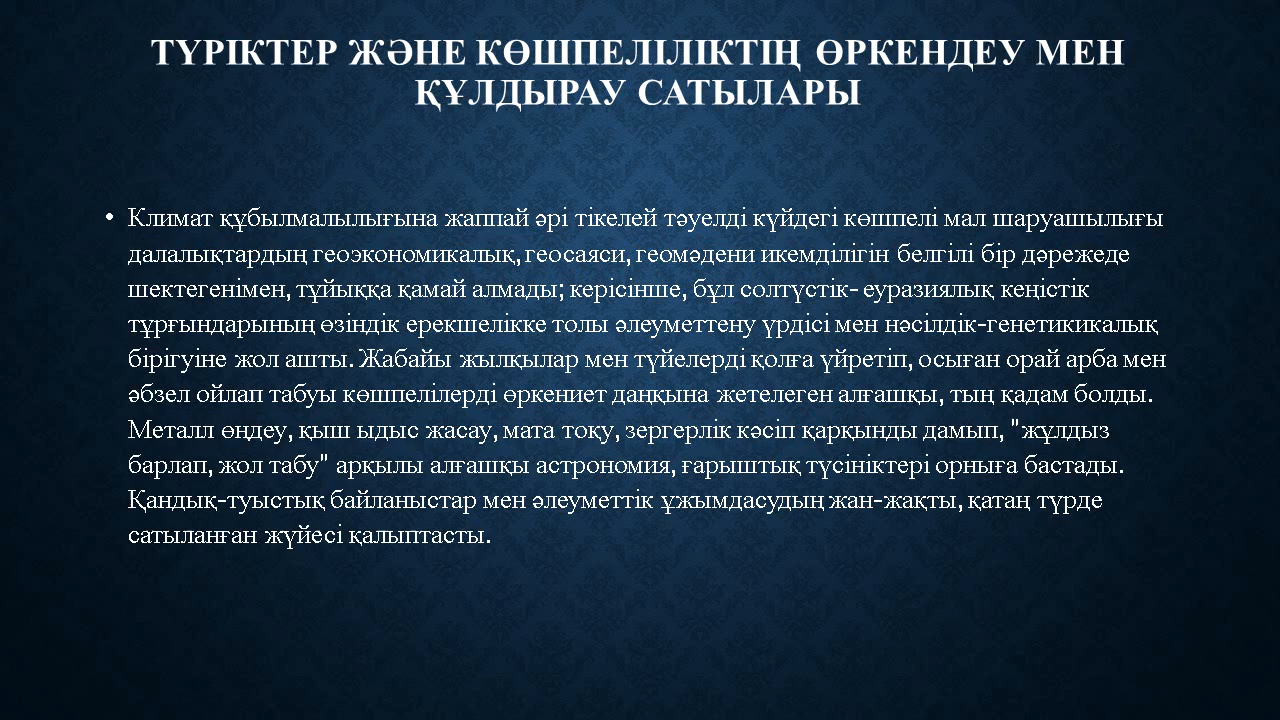 ТҮРІКТЕР ЖӘНЕ КӨШПЕЛІЛІКТІҢ ӨРКЕНДЕУ МЕН
ҚҰЛДЫРАУ САТЫЛАРЫ
• Климат құбылмалылығына жаппай әрі тікелей тәуелді күйдегі көшпелі мал шаруашылығы
далалықтардың геоэкономикалық, геосаяси, геомәдени икемділігін белгілі бір дәрежеде
шектегенімен, тұйыққа қамай алмады; керісінше, бұл солтүстік- еуразиялық кеңістік
тұрғындарының өзіндік ерекшелікке толы әлеуметтену үрдісі мен нәсілдік-генетикикалық
бірігуіне жол ашты. Жабайы жылқылар мен түйелерді қолға үйретіп, осыған орай арба мен
әбзел ойлап табуы көшпелілерді өркениет даңқына жетелеген алғашқы, тың қадам болды.
Металл өңдеу, қыш ыдыс жасау, мата тоқу, зергерлік кәсіп қарқынды дамып, "жұлдыз
барлап, жол табу" арқылы алғашқы астрономия, ғарыштық түсініктері орныға бастады.
Қандық-туыстық байланыстар мен әлеуметтік ұжымдасудың жан-жақты, қатаң түрде
сатыланған жүйесі қалыптасты.